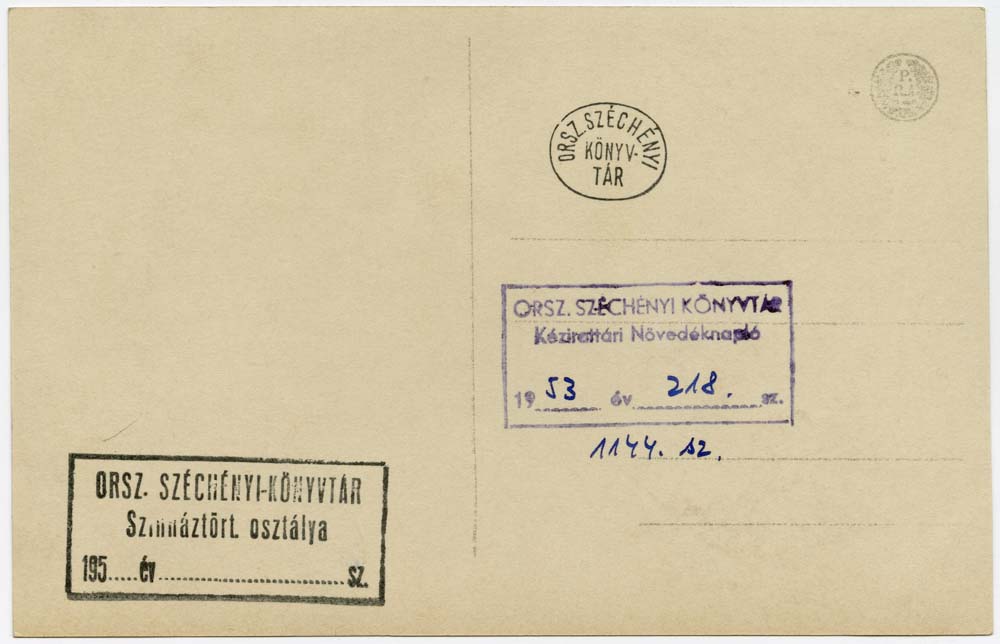 P.
ORSZ. SZÉCHÉNYI
KÖNYV-
TÁR
ORSZ. SZÉCHÉNYI KÖNYVTÁR
Kézirattári Növedéknapló
1953 év 218. sz.
1144. sz.
ORSZ. SZÉCHÉNYI-KÖNYVTÁR
Színháztört. osztálya
195.....év..............................sz.